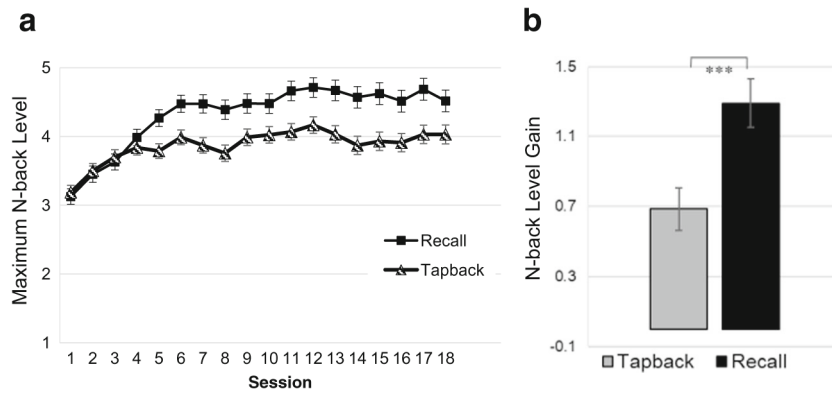 a
Maximum N-back Level
5
4
3
2
1
Recall
Tapback
1 2 3 4 5 6 7 8 9 10 11 12 13 14 15 16 17 18
Session
b
N-back Level Gain
1.5
1.1
0.7
0.3
-0.1
***
Tapback Recall